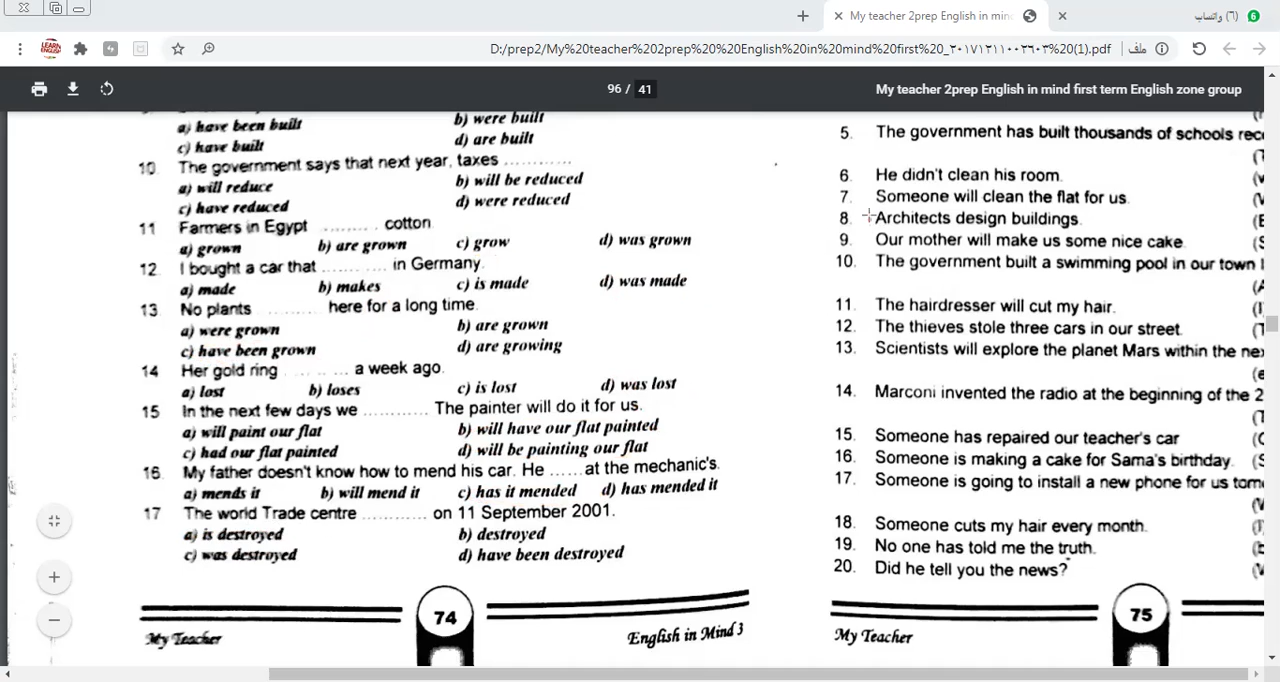 My teacher 2prep English in mind
(٦) واتساب
6
D:/prep2/My%20teacher%202prep%20%20English%20in%20mind%20first%20_٢٠١٧١٢١١٠٠٢٦٠٣%20(1).pdf
ملف
96 / 41
My teacher 2prep English in mind first term English zone group
a) have been built b) were built
c) have built d) are built
10. The government says that next year, taxes ............
a) will reduce b) will be reduced
c) have reduced d) were reduced
11 Farmers in Egypt .......... cotton
a) grown b) are grown c) grow d) was grown
12. I bought a car that ............ in Germany.
a) made b) makes c) is made d) was made
13. No plants ............ here for a long time.
a) were grown b) are grown
c) have been grown d) are growing
14 Her gold ring ............ a week ago.
a) lost b) loses c) is lost d) was lost
15 In the next few days we ............ The painter will do it for us.
a) will paint our flat b) will have our flat painted
c) had our flat painted d) will be painting our flat
16. My father doesn't know how to mend his car. He ...... at the mechanic's.
a) mends it b) will mend it c) has it mended d) has mended it
17 The world Trade centre ............ on 11 September 2001.
a) is destroyed b) destroyed
c) was destroyed d) have been destroyed
74
My Teacher English in Mind 3
5. The government has built thousands of schools rec
6. He didn't clean his room.
7. Someone will clean the flat for us.
8. Architects design buildings.
9. Our mother will make us some nice cake.
10. The government built a swimming pool in our town
11. The hairdresser will cut my hair.
12. The thieves stole three cars in our street.
13. Scientists will explore the planet Mars within the ne
14. Marconi invented the radio at the beginning of the 2
15. Someone has repaired our teacher's car
16. Someone is making a cake for Sama's birthday.
17. Someone is going to install a new phone for us tom
18. Someone cuts my hair every month.
19. No one has told me the truth.
20. Did he tell you the news?
75
My Teacher